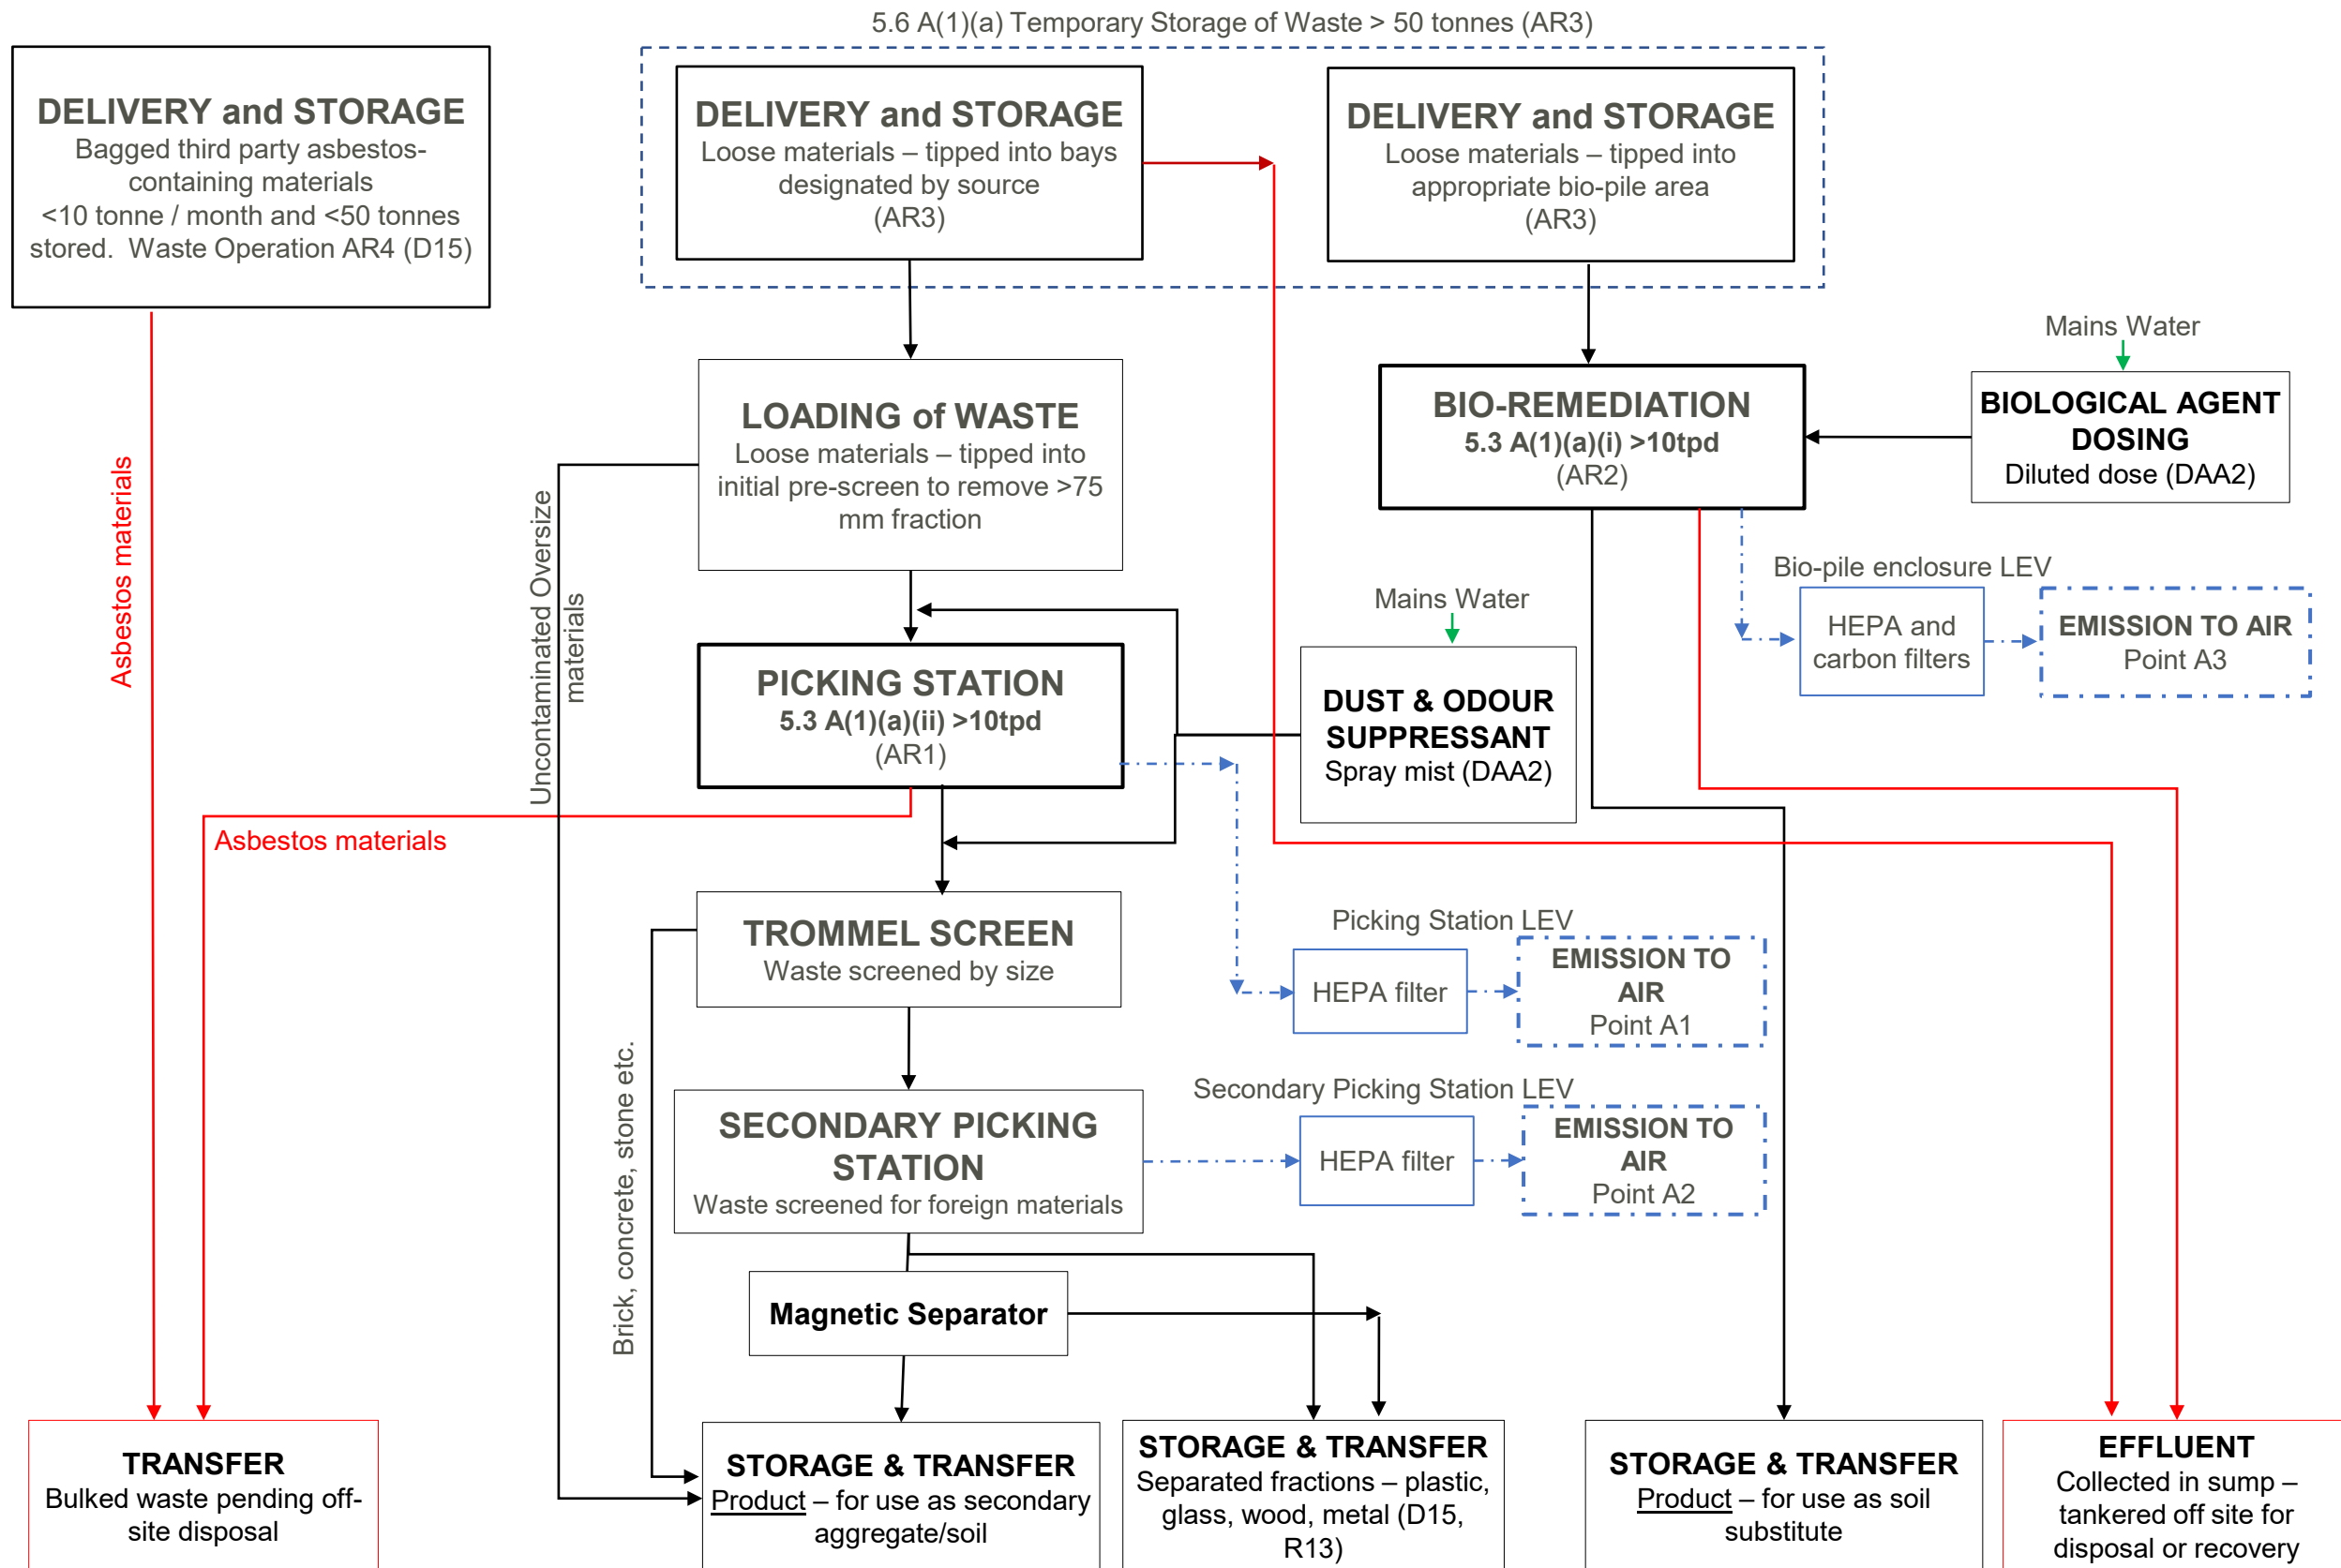 5.6 A(1)(a) Temporary Storage of Waste > 50 tonnes (AR3)
DELIVERY and STORAGE
Bagged third party asbestos-
containing materials
<10 tonne / month and <50 tonnes
stored.  Waste Operation AR4 (D15)
DELIVERY and STORAGE
Loose materials – tipped into bays
designated by source
(AR3)
DELIVERY and STORAGE
Loose materials – tipped into
appropriate bio-pile area
(AR3)
Mains Water
LOADING of WASTE
Loose materials – tipped into
initial pre-screen to remove >75
mm fraction
BIO-REMEDIATION
5.3 A(1)(a)(i) >10tpd
(AR2)
BIOLOGICAL AGENT
DOSING
Diluted dose (DAA2)
Asbestos materials
Uncontaminated Oversize
materials
Mains Water
Bio-pile enclosure LEV
HEPA and
carbon filters
EMISSION TO AIR
Point A3
PICKING STATION
5.3 A(1)(a)(ii) >10tpd
(AR1)
DUST & ODOUR
SUPPRESSANT
Spray mist (DAA2)
Asbestos materials
TROMMEL SCREEN
Waste screened by size
Picking Station LEV
HEPA filter
EMISSION TO
AIR
Point A1
Brick, concrete, stone etc.
SECONDARY PICKING
STATION
Waste screened for foreign materials
Secondary Picking Station LEV
HEPA filter
EMISSION TO
AIR
Point A2
Magnetic Separator
TRANSFER
Bulked waste pending off-
site disposal
STORAGE & TRANSFER
Product – for use as secondary
aggregate/soil
STORAGE & TRANSFER
Separated fractions – plastic,
glass, wood, metal (D15,
R13)
STORAGE & TRANSFER
Product – for use as soil
substitute
EFFLUENT
Collected in sump –
tankered off site for
disposal or recovery